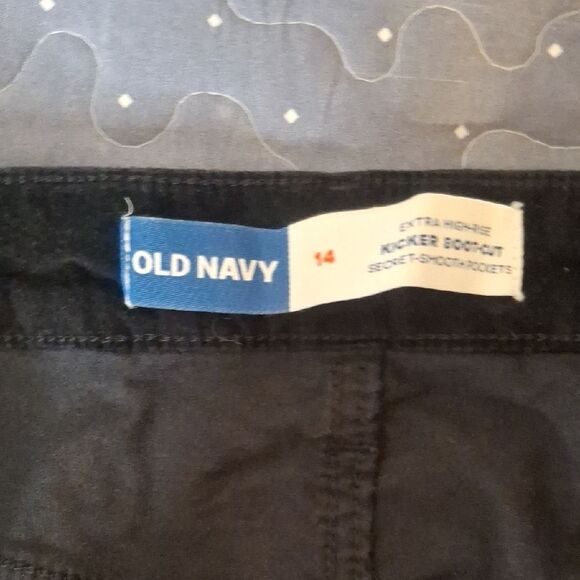 OLD NAVY
14
EXTRA HIGH-RISE
KICKER BOOT-CUT
SECRET-SMOOTH POCKETS